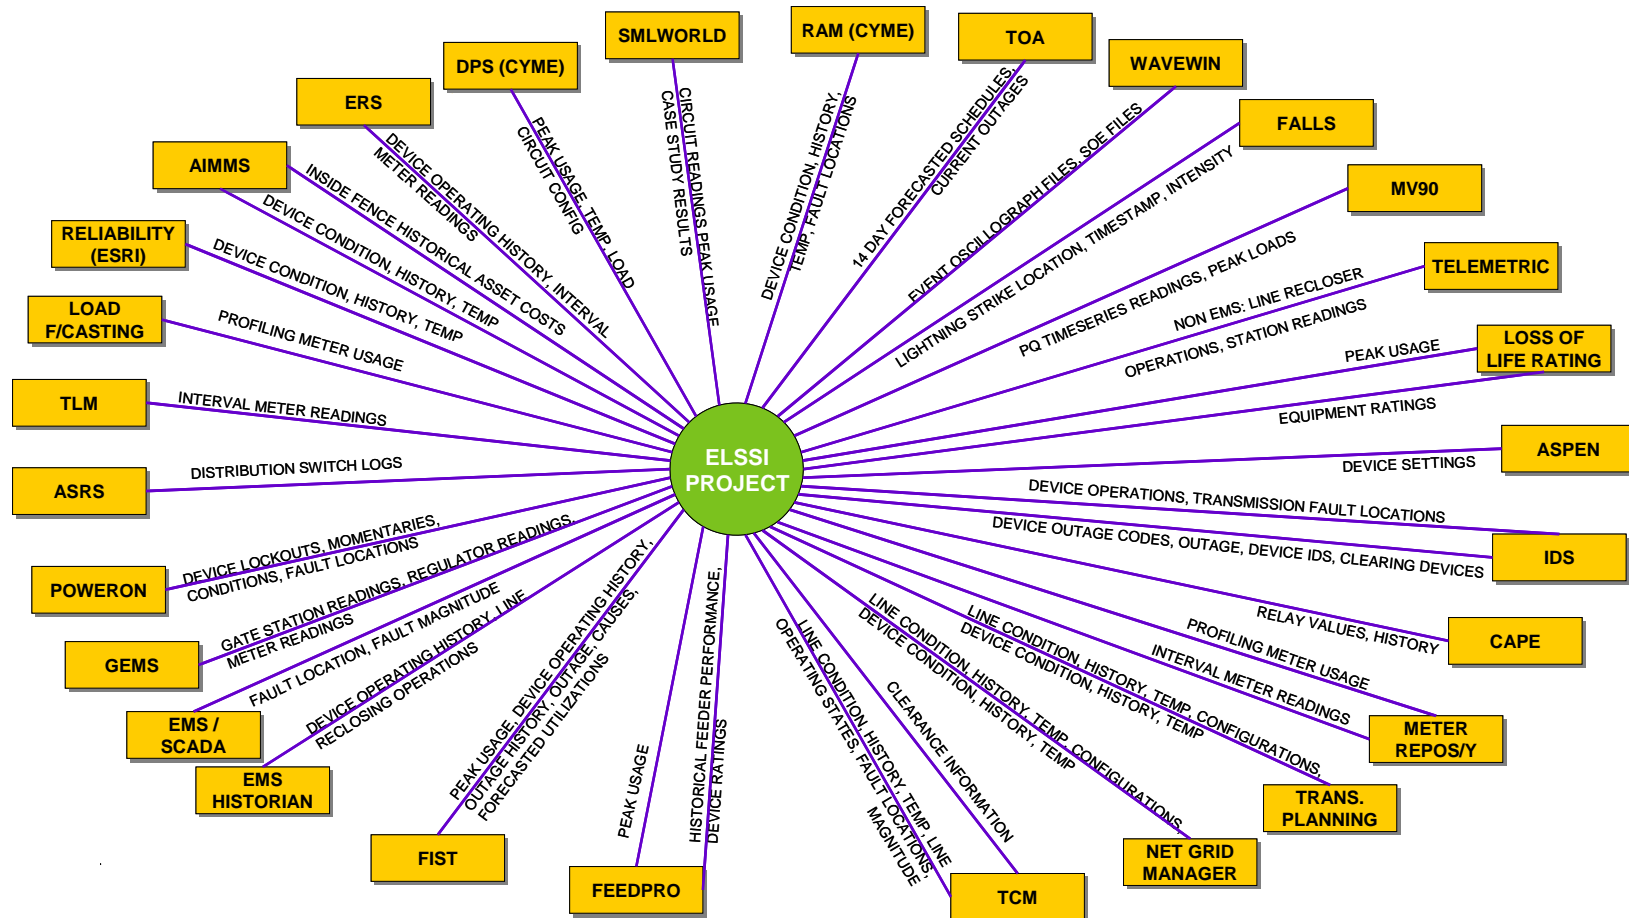 SMLWORLD
RAM (CYME)
TOA
DPS (CYME)
WAVEWIN
ERS
FALLS
AIMMS
MV90
RELIABILITY
(ESRI)
TELEMETRIC
LOAD
F/CASTING
LOSS OF
LIFE RATING
TLM
ASPEN
ASRS
IDS
POWERON
CAPE
GEMS
METER
REPOS/Y
EMS /
SCADA
EMS
HISTORIAN
TRANS.
PLANNING
FIST
NET GRID
MANAGER
FEEDPRO
TCM
ELSSI
PROJECT
CIRCUIT READINGS PEAK USAGE
CASE STUDY RESULTS
DEVICE CONDITION, HISTORY,
TEMP, FAULT LOCATIONS
14 DAY FORECASTED SCHEDULES,
CURRENT OUTAGES
EVENT OSCILLOGRAPH FILES, SOE FILES
LIGHTNING STRIKE LOCATION, TIMESTAMP, INTENSITY
PQ TIMESERIES READINGS, PEAK LOADS
NON EMS: LINE RECLOSER
OPERATIONS, STATION READINGS
PEAK USAGE
EQUIPMENT RATINGS
DEVICE SETTINGS
DEVICE OPERATIONS, TRANSMISSION FAULT LOCATIONS
DEVICE OUTAGE CODES, OUTAGE, DEVICE IDS, CLEARING DEVICES
RELAY VALUES, HISTORY
PROFILING METER USAGE
INTERVAL METER READINGS
LINE CONDITION, HISTORY, TEMP, CONFIGURATIONS,
DEVICE CONDITION, HISTORY, TEMP
LINE CONDITION, HISTORY, TEMP, CONFIGURATIONS,
DEVICE CONDITION, HISTORY, TEMP
CLEARANCE INFORMATION
LINE CONDITION, HISTORY, TEMP, LINE
OPERATING STATES, FAULT LOCATIONS,
MAGNITUDE
HISTORICAL FEEDER PERFORMANCE,
DEVICE RATINGS
PEAK USAGE
PEAK USAGE, DEVICE OPERATING HISTORY,
OUTAGE HISTORY, OUTAGE, CAUSES,
FORECASTED UTILIZATIONS
DEVICE OPERATING HISTORY, LINE
RECLOSING OPERATIONS
FAULT LOCATION, FAULT MAGNITUDE
GATE STATION READINGS, REGULATOR READINGS,
METER READINGS
DEVICE LOCKOUTS, MOMENTARIES,
CONDITIONS, FAULT LOCATIONS
DISTRIBUTION SWITCH LOGS
INTERVAL METER READINGS
PROFILING METER USAGE
DEVICE CONDITION, HISTORY, TEMP
DEVICE CONDITION, HISTORY, TEMP
INSIDE FENCE HISTORICAL ASSET COSTS
DEVICE OPERATING HISTORY, INTERVAL
METER READINGS
PEAK USAGE, TEMP, LOAD
CIRCUIT CONFIG